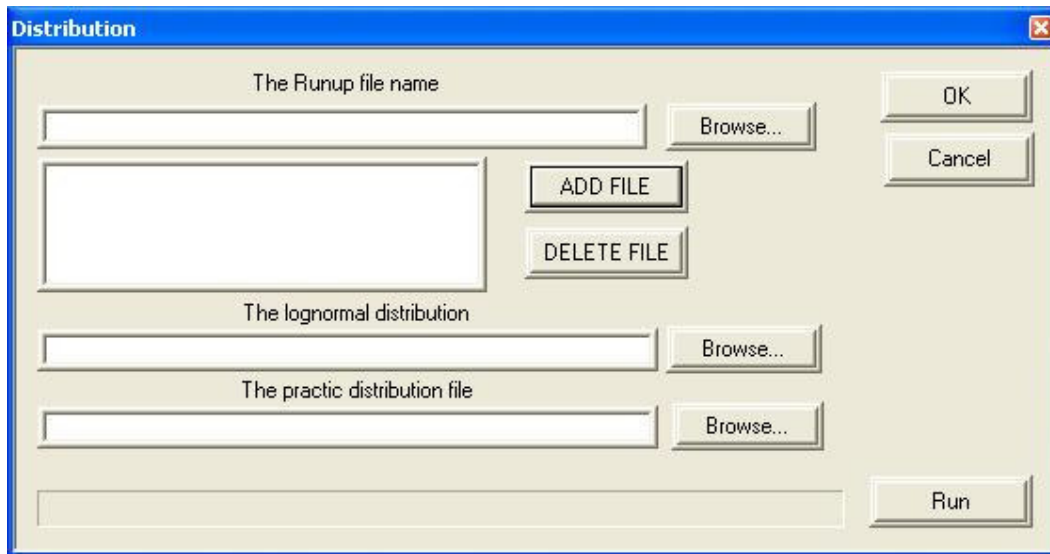 Distribution
The Runup file name
OK
Browse...
Cancel
ADD FILE
DELETE FILE
The lognormal distribution
Browse...
The practic distribution file
Browse...
Run